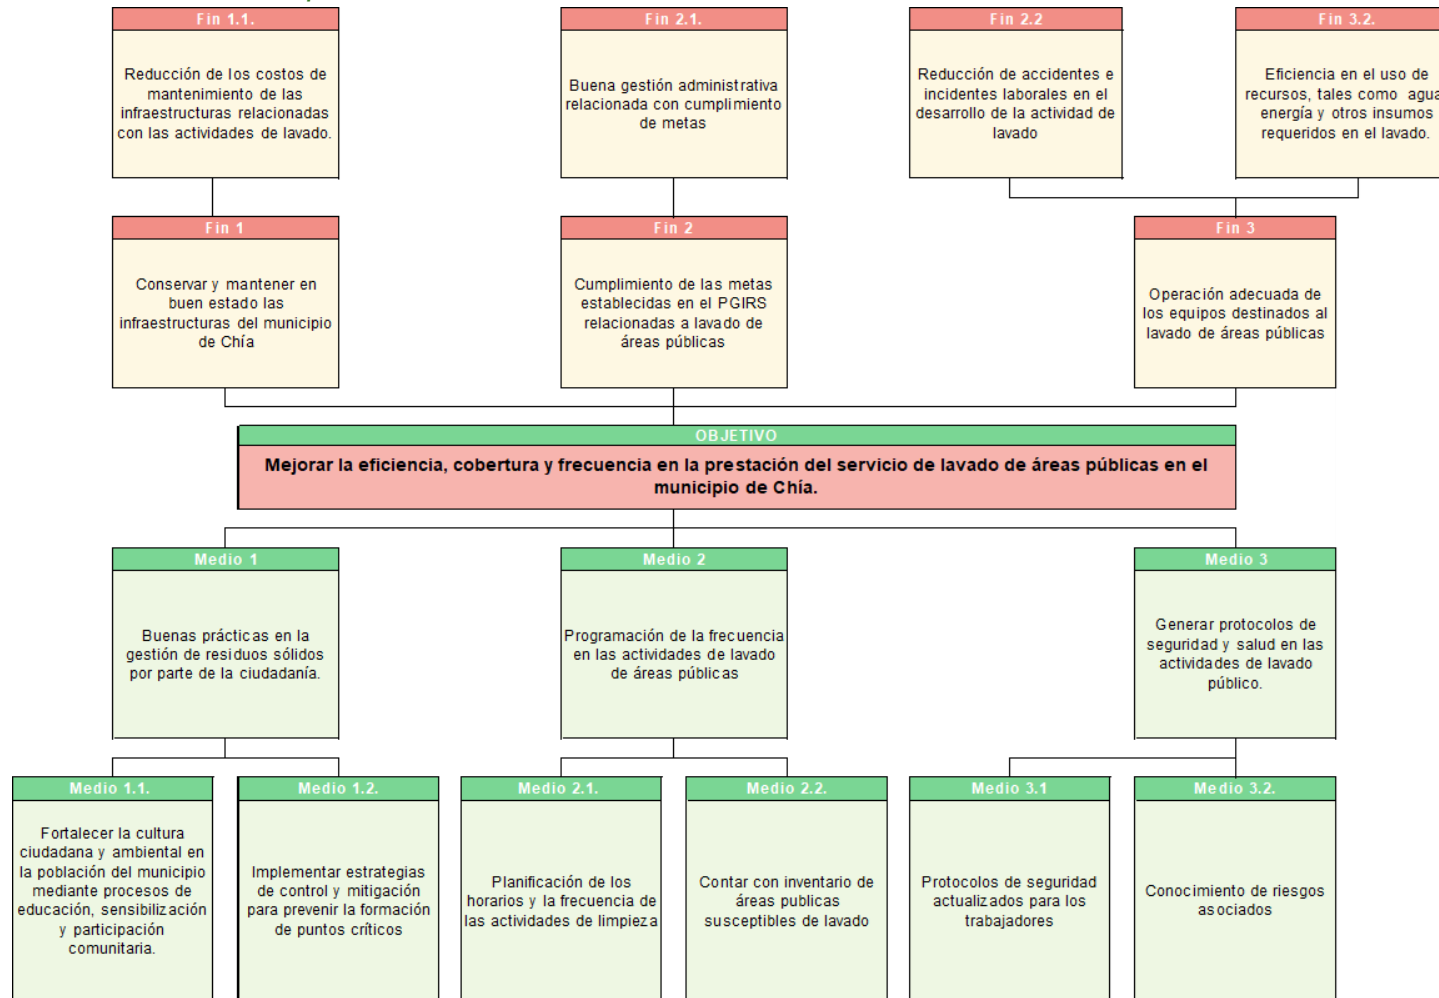 Fin 1.1.
Reducción de los costos de
mantenimiento de las
infraestructuras relacionadas
con las actividades de lavado.
Fin 2.1.
Buena gestión administrativa
relacionada con cumplimiento
de metas
Fin 2.2
Reducción de accidentes e
incidentes laborales en el
desarrollo de la actividad de
lavado
Fin 3.2.
Eficiencia en el uso de
recursos, tales como agua
energía y otros insumos
requeridos en el lavado.
Fin 1
Conservar y mantener en
buen estado las
infraestructuras del municipio
de Chía
Fin 2
Cumplimiento de las metas
establecidas en el PGIRS
relacionadas a lavado de
áreas públicas
Fin 3
Operación adecuada de
los equipos destinados al
lavado de áreas públicas
OBJETIVO
Mejorar la eficiencia, cobertura y frecuencia en la prestación del servicio de lavado de áreas públicas en el
municipio de Chía.
Medio 1
Buenas prácticas en la
gestión de residuos sólidos
por parte de la ciudadanía.
Medio 2
Programación de la frecuencia
en las actividades de lavado
de áreas públicas
Medio 3
Generar protocolos de
seguridad y salud en las
actividades de lavado
público.
Medio 1.1.
Fortalecer la cultura
ciudadana y ambiental en
la población del municipio
mediante procesos de
educación, sensibilización
y participación
comunitaria.
Medio 1.2.
Implementar estrategias
de control y mitigación
para prevenir la formación
de puntos críticos
Medio 2.1.
Planificación de los
horarios y la frecuencia de
las actividades de limpieza
Medio 2.2.
Contar con inventario de
áreas publicas
susceptibles de lavado
Medio 3.1
Protocolos de seguridad
actualizados para los
trabajadores
Medio 3.2.
Conocimiento de riesgos
asociados